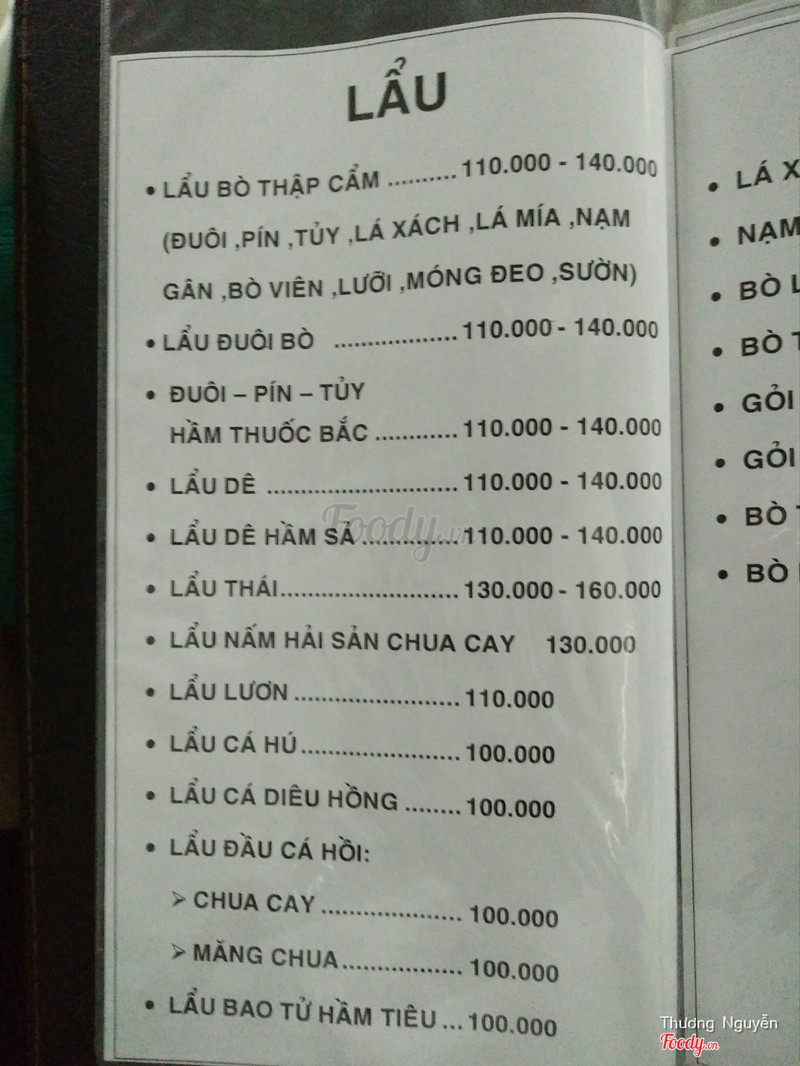 LẨU
• LẨU BÒ THẬP CẨM .......... 110.000 - 140.000
(ĐUÔI ,PÍN ,TỦY ,LÁ XÁCH ,LÁ MÍA ,NẠM
GÂN ,BÒ VIÊN ,LƯỠI ,MÓNG ĐEO ,SƯỜN)
• LẨU ĐUÔI BÒ .................. 110.000 - 140.000
• ĐUÔI – PÍN – TỦY
HẦM THUỐC BẮC ............ 110.000 - 140.000
• LẨU DÊ ............................ 110.000 - 140.000
• LẨU DÊ HẦM SẢ .............. 110.000 - 140.000
• LẨU THÁI.......................... 130.000 - 160.000
• LẨU NẤM HẢI SẢN CHUA CAY 130.000
• LẨU LƯƠN ........................ 110.000
• LẨU CÁ HÚ....................... 100.000
• LẨU CÁ DIÊU HỒNG ........ 100.000
• LẨU ĐẦU CÁ HỒI:
➢ CHUA CAY .................... 100.000
➢ MĂNG CHUA.................. 100.000
• LẨU BAO TỬ HẦM TIÊU ... 100.000
• LÁ X
• NẠM
• BÒ
• BÒ
• GỎI
• GỎI
• BÒ
• BÒ
Foody.vn
Thương Nguyễn
Foody.vn